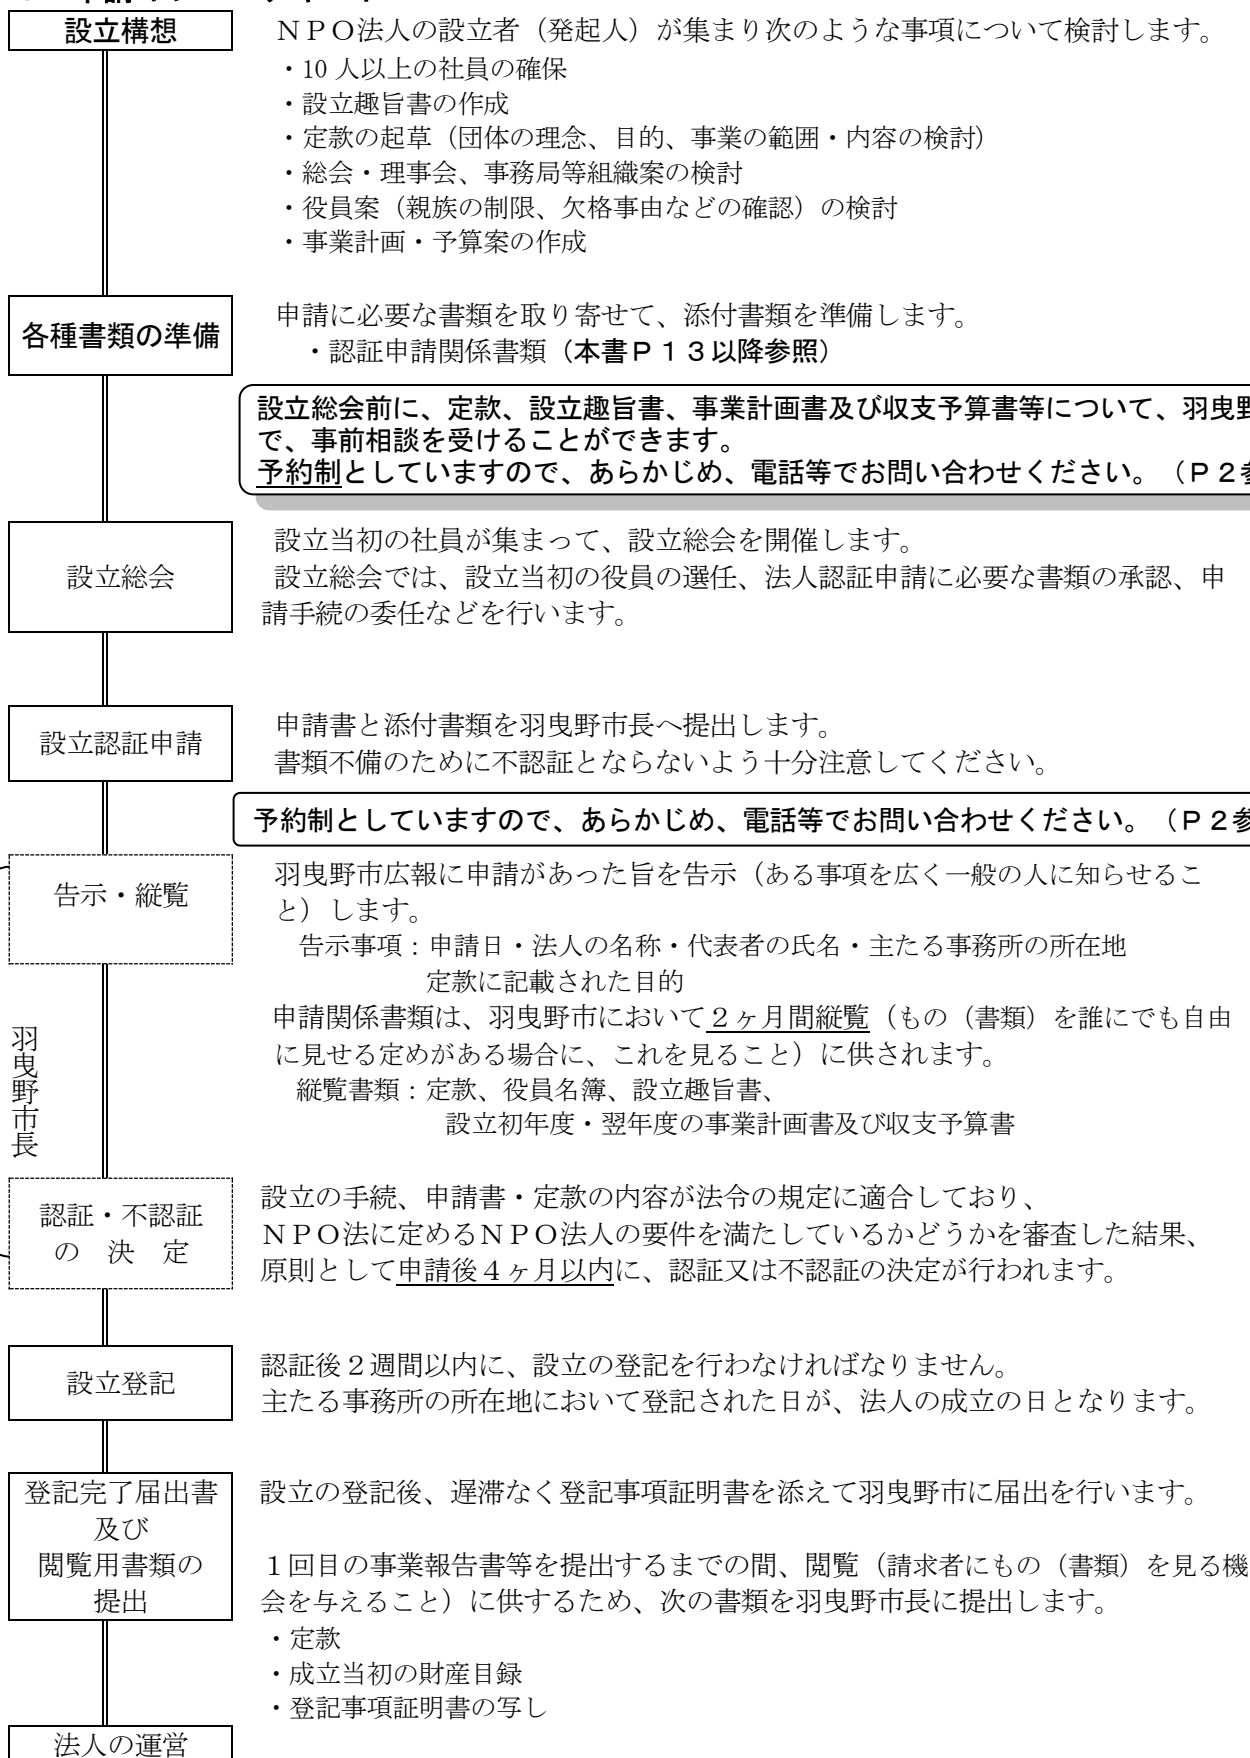 設立構想
ＮＰＯ法人の設立者（発起人）が集まり次のような事項について検討します。
・10 人以上の社員の確保
・設立趣旨書の作成
・定款の起草（団体の理念、目的、事業の範囲・内容の検討）
・総会・理事会、事務局等組織案の検討
・役員案（親族の制限、欠格事由などの確認）の検討
・事業計画・予算案の作成
各種書類の準備
申請に必要な書類を取り寄せて、添付書類を準備します。
・認証申請関係書類（本書Ｐ１３以降参照）
設立総会前に、定款、設立趣旨書、事業計画書及び収支予算書等について、羽曳野
で、事前相談を受けることができます。
予約制としていますので、あらかじめ、電話等でお問い合わせください。（Ｐ２参
設立総会
設立当初の社員が集まって、設立総会を開催します。
設立総会では、設立当初の役員の選任、法人認証申請に必要な書類の承認、申
請手続の委任などを行います。
設立認証申請
申請書と添付書類を羽曳野市長へ提出します。
書類不備のために不認証とならないよう十分注意してください。
予約制としていますので、あらかじめ、電話等でお問い合わせください。（Ｐ２参
告示・縦覧
羽曳野市広報に申請があった旨を告示（ある事項を広く一般の人に知らせるこ
と）します。
告示事項：申請日・法人の名称・代表者の氏名・主たる事務所の所在地
定款に記載された目的
申請関係書類は、羽曳野市において２ヶ月間縦覧（もの（書類）を誰にでも自由
に見せる定めがある場合に、これを見ること）に供されます。
縦覧書類：定款、役員名簿、設立趣旨書、
設立初年度・翌年度の事業計画書及び収支予算書
羽曳野市長
認証・不認証
の 決 定
設立の手続、申請書・定款の内容が法令の規定に適合しており、
ＮＰＯ法に定めるＮＰＯ法人の要件を満たしているかどうかを審査した結果、
原則として申請後４ヶ月以内に、認証又は不認証の決定が行われます。
設立登記
認証後２週間以内に、設立の登記を行わなければなりません。
主たる事務所の所在地において登記された日が、法人の成立の日となります。
登記完了届出書
及び
閲覧用書類の
提出
設立の登記後、遅滞なく登記事項証明書を添えて羽曳野市に届出を行います。
１回目の事業報告書等を提出するまでの間、閲覧（請求者にもの（書類）を見る機
会を与えること）に供するため、次の書類を羽曳野市長に提出します。
・定款
・成立当初の財産目録
・登記事項証明書の写し
法人の運営